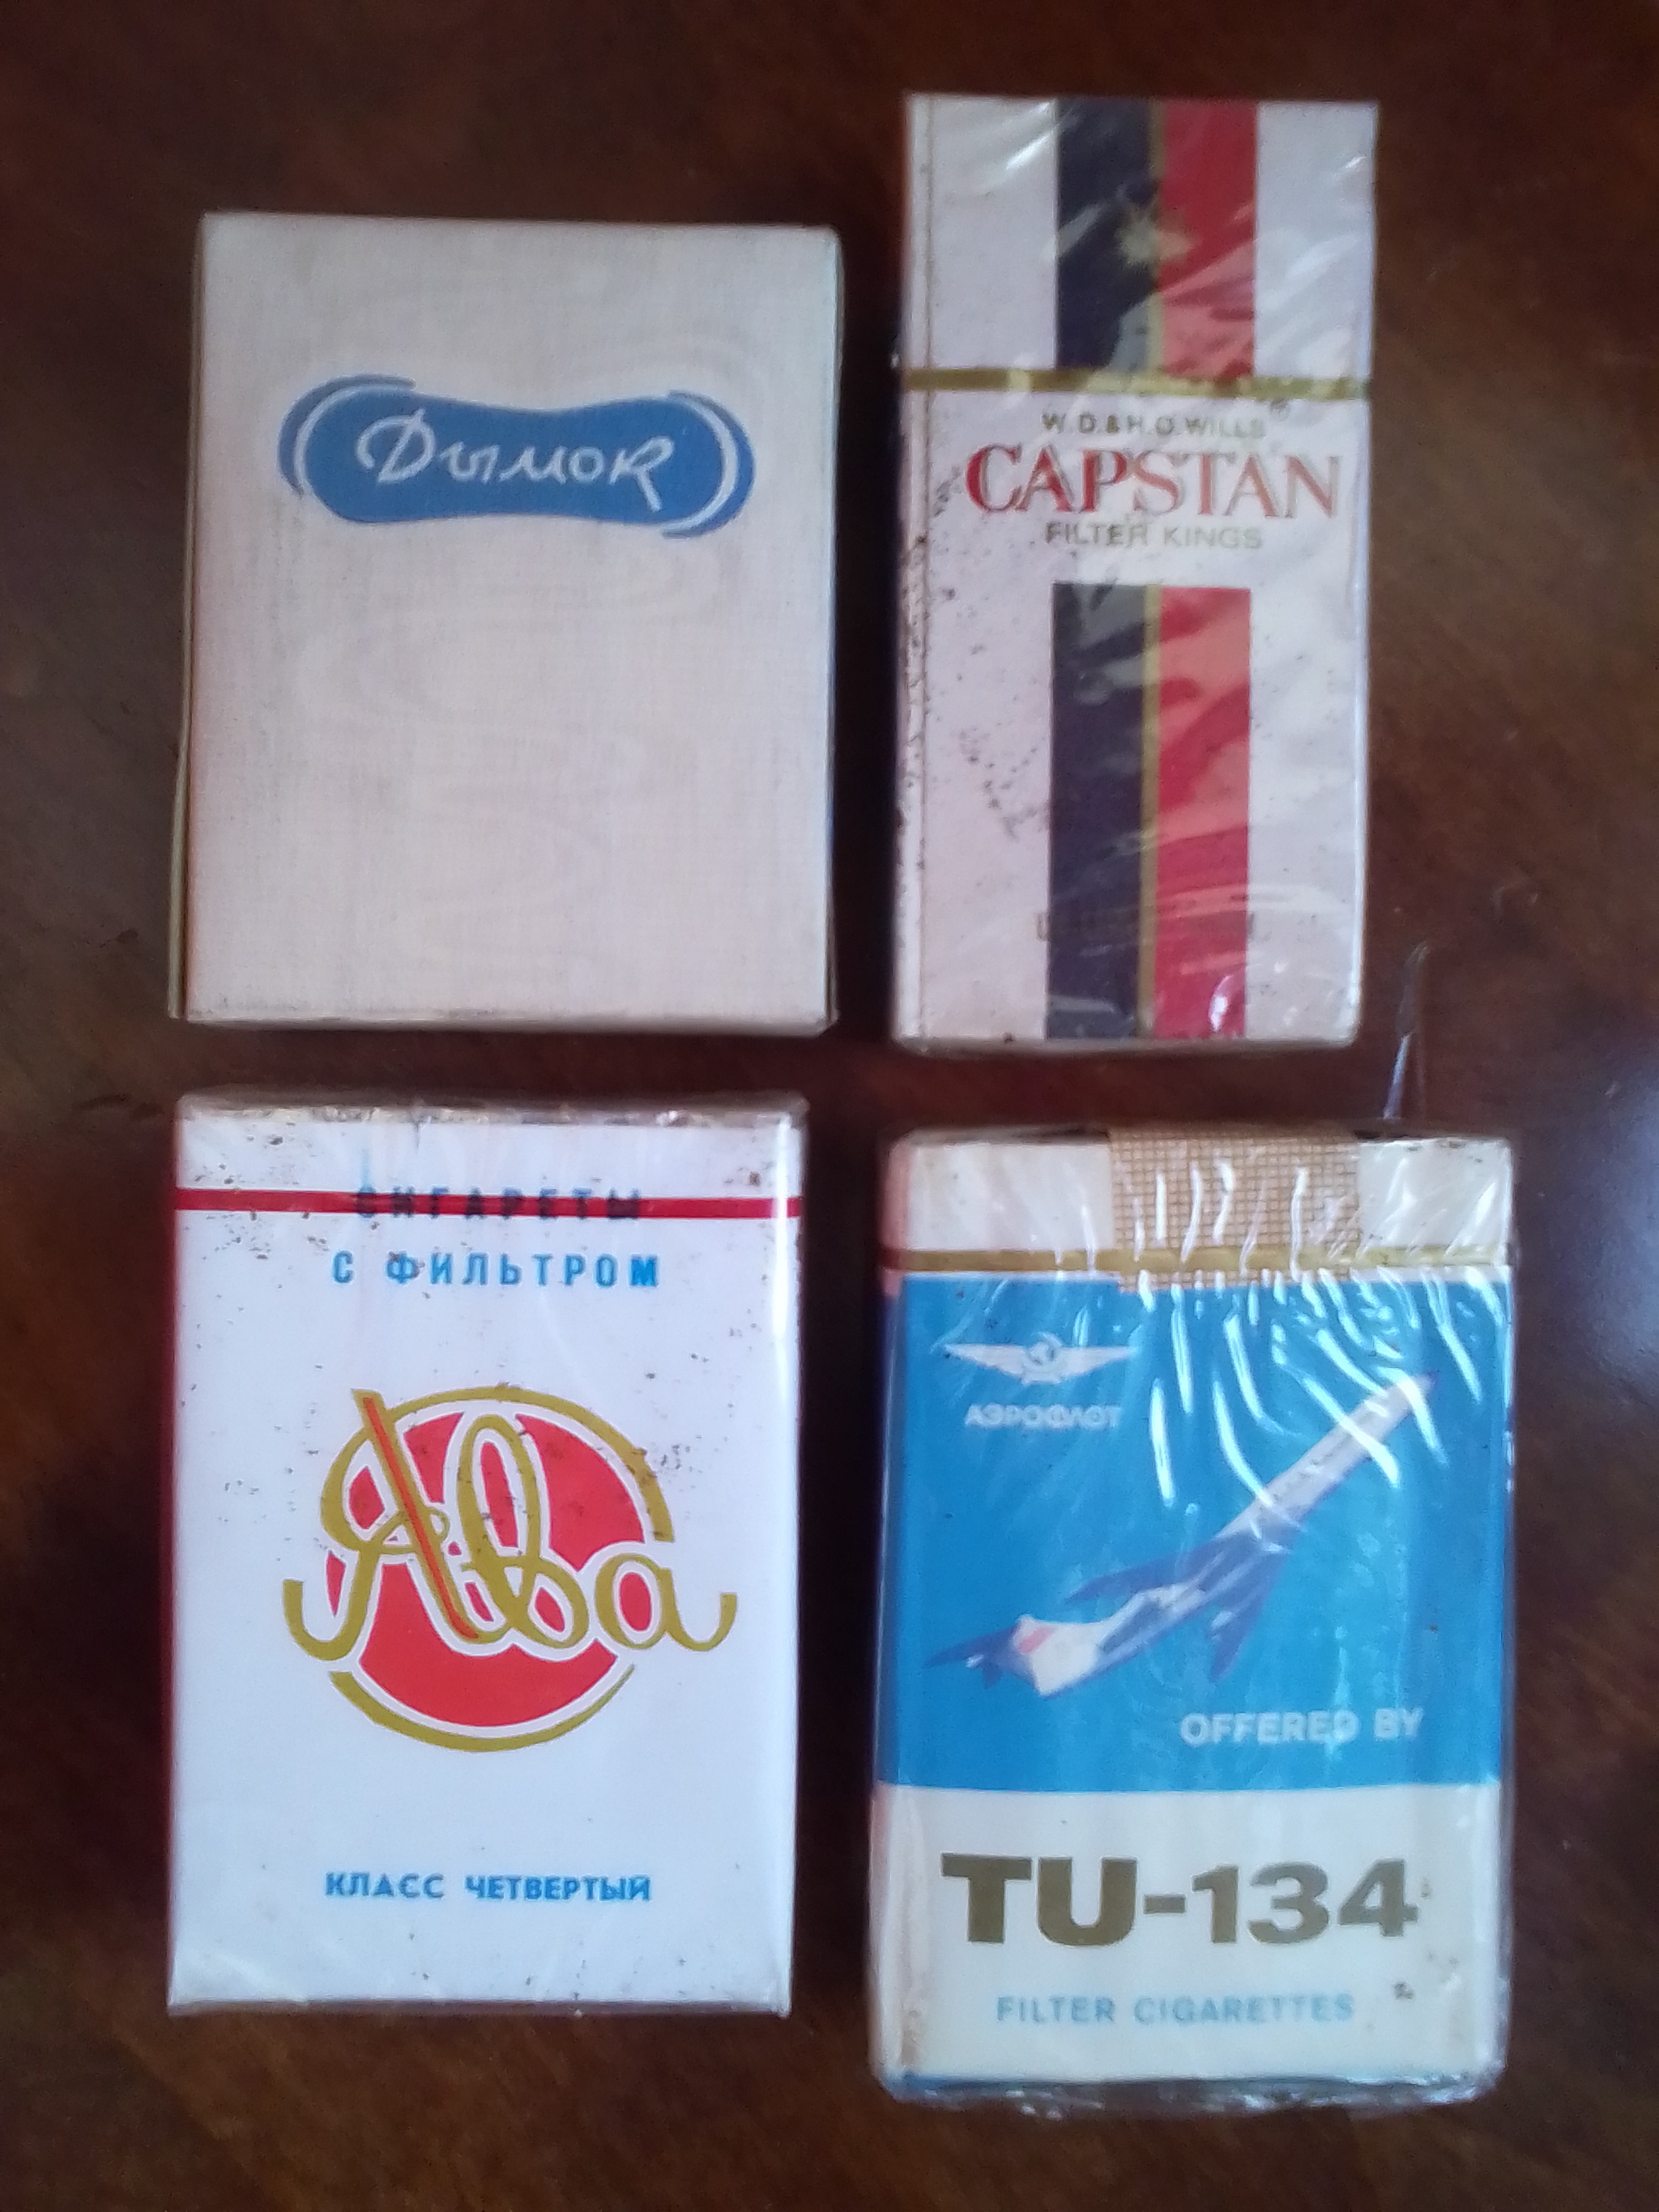 Дымок
W.D.&H.O.WILLS
CAPSTAN
FILTER KINGS
СИГАРЕТЫ
С ФИЛЬТРОМ
Ява
КЛАСС ЧЕТВЕРТЫЙ
АЭРОФЛОТ
OFFERED BY
TU-134
FILTER CIGARETTES